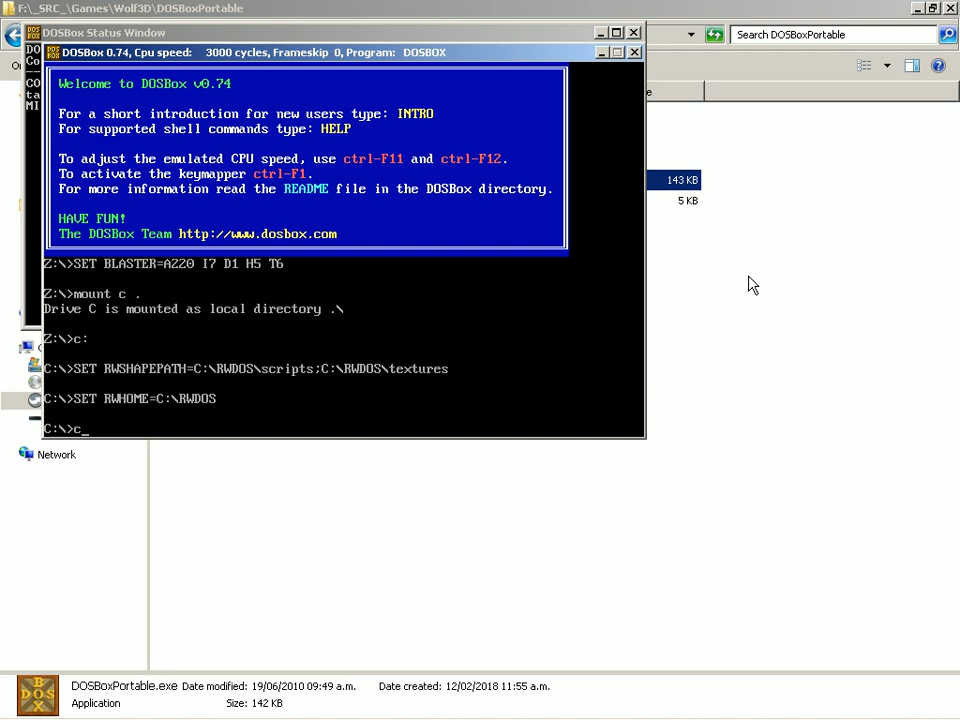 F:\_SRC_\Games\Wolf3D\DOSBoxPortable
DOSBox Status Window
Search DOSBoxPortable
DOSBox 0.74, Cpu speed: 3000 cycles, Frameskip 0, Program: DOSBOX
DO
Co
--
CO
ta
MI
Welcome to DOSBox v0.74
For a short introduction for new users type: INTRO
For supported shell commands type: HELP
To adjust the emulated CPU speed, use ctrl-F11 and ctrl-F12.
To activate the keymapper ctrl-F1.
For more information read the README file in the DOSBox directory.
HAVE FUN!
The DOSBox Team http://www.dosbox.com
Z:\>SET BLASTER=A220 I7 D1 H5 T6
Z:\>mount c .
Drive C is mounted as local directory .\
Z:\>c:
C:\>SET RWSHAPEPATH=C:\RWDOS\scripts;C:\RWDOS\textures
C:\>SET RWHOME=C:\RWDOS
C:\>c_
143 KB
5 KB
Network
DOSBoxPortable.exe Date modified: 19/06/2010 09:49 a.m. Date created: 12/02/2018 11:55 a.m.
Application Size: 142 KB